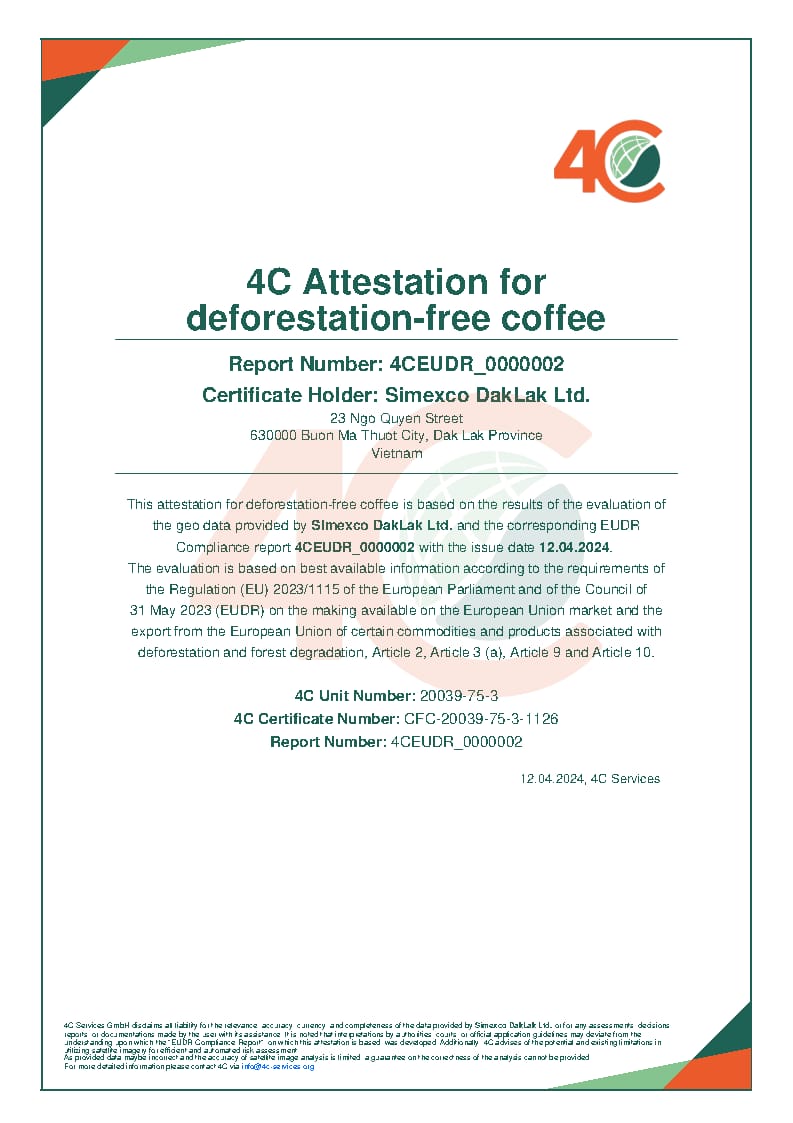 4C
4C Attestation for
deforestation-free coffee
Report Number: 4CEUDR_0000002
Certificate Holder: Simexco DakLak Ltd.
23 Ngo Quyen Street
630000 Buon Ma Thuot City, Dak Lak Province
Vietnam
This attestation for deforestation-free coffee is based on the results of the evaluation of
the geo data provided by Simexco DakLak Ltd. and the corresponding EUDR
Compliance report 4CEUDR_0000002 with the issue date 12.04.2024.
The evaluation is based on best available information according to the requirements of
the Regulation (EU) 2023/1115 of the European Parliament and of the Council of
31 May 2023 (EUDR) on the making available on the European Union market and the
export from the European Union of certain commodities and products associated with
deforestation and forest degradation, Article 2, Article 3 (a), Article 9 and Article 10.
4C Unit Number: 20039-75-3
4C Certificate Number: CFC-20039-75-3-1126
Report Number: 4CEUDR_0000002
12.04.2024, 4C Services
4C Services GmbH disclaims all liability for the relevance, accuracy, currency, and completeness of the data provided by Simexco DakLak Ltd. or for any assessments, decisions,
reports, or documentations made by the user with its assistance. It is noted that interpretations by authorities, courts, or official application guidelines may deviate from the
understanding upon which the "EUDR Compliance Report", on which this attestation is based, was developed. Additionally, 4C advises of the potential and existing limitations in
utilizing satellite imagery for efficient and automated risk assessment.
As provided data may be incorrect and the accuracy of satellite image analysis is limited, a guarantee on the correctness of the analysis cannot be provided.
For more detailed information please contact 4C via info@4c-services.org